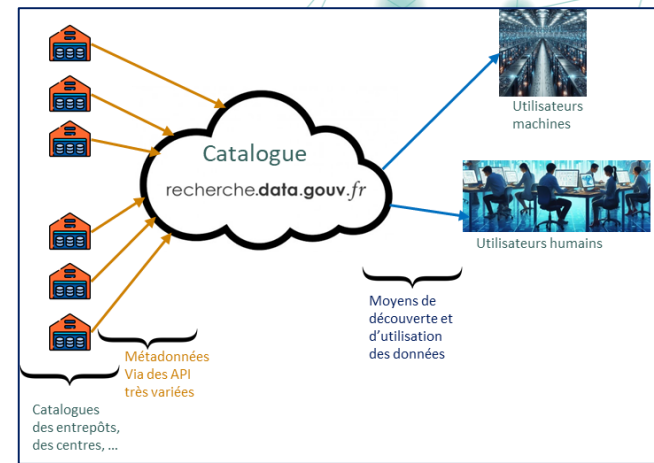 Catalogue
recherche.data.gouv.fr
Utilisateurs
machines
Utilisateurs humains
Moyens de
découverte et
d'utilisation
des données
Métadonnées
Via des API
très variées
Catalogues
des entrepôts,
des centres, ...